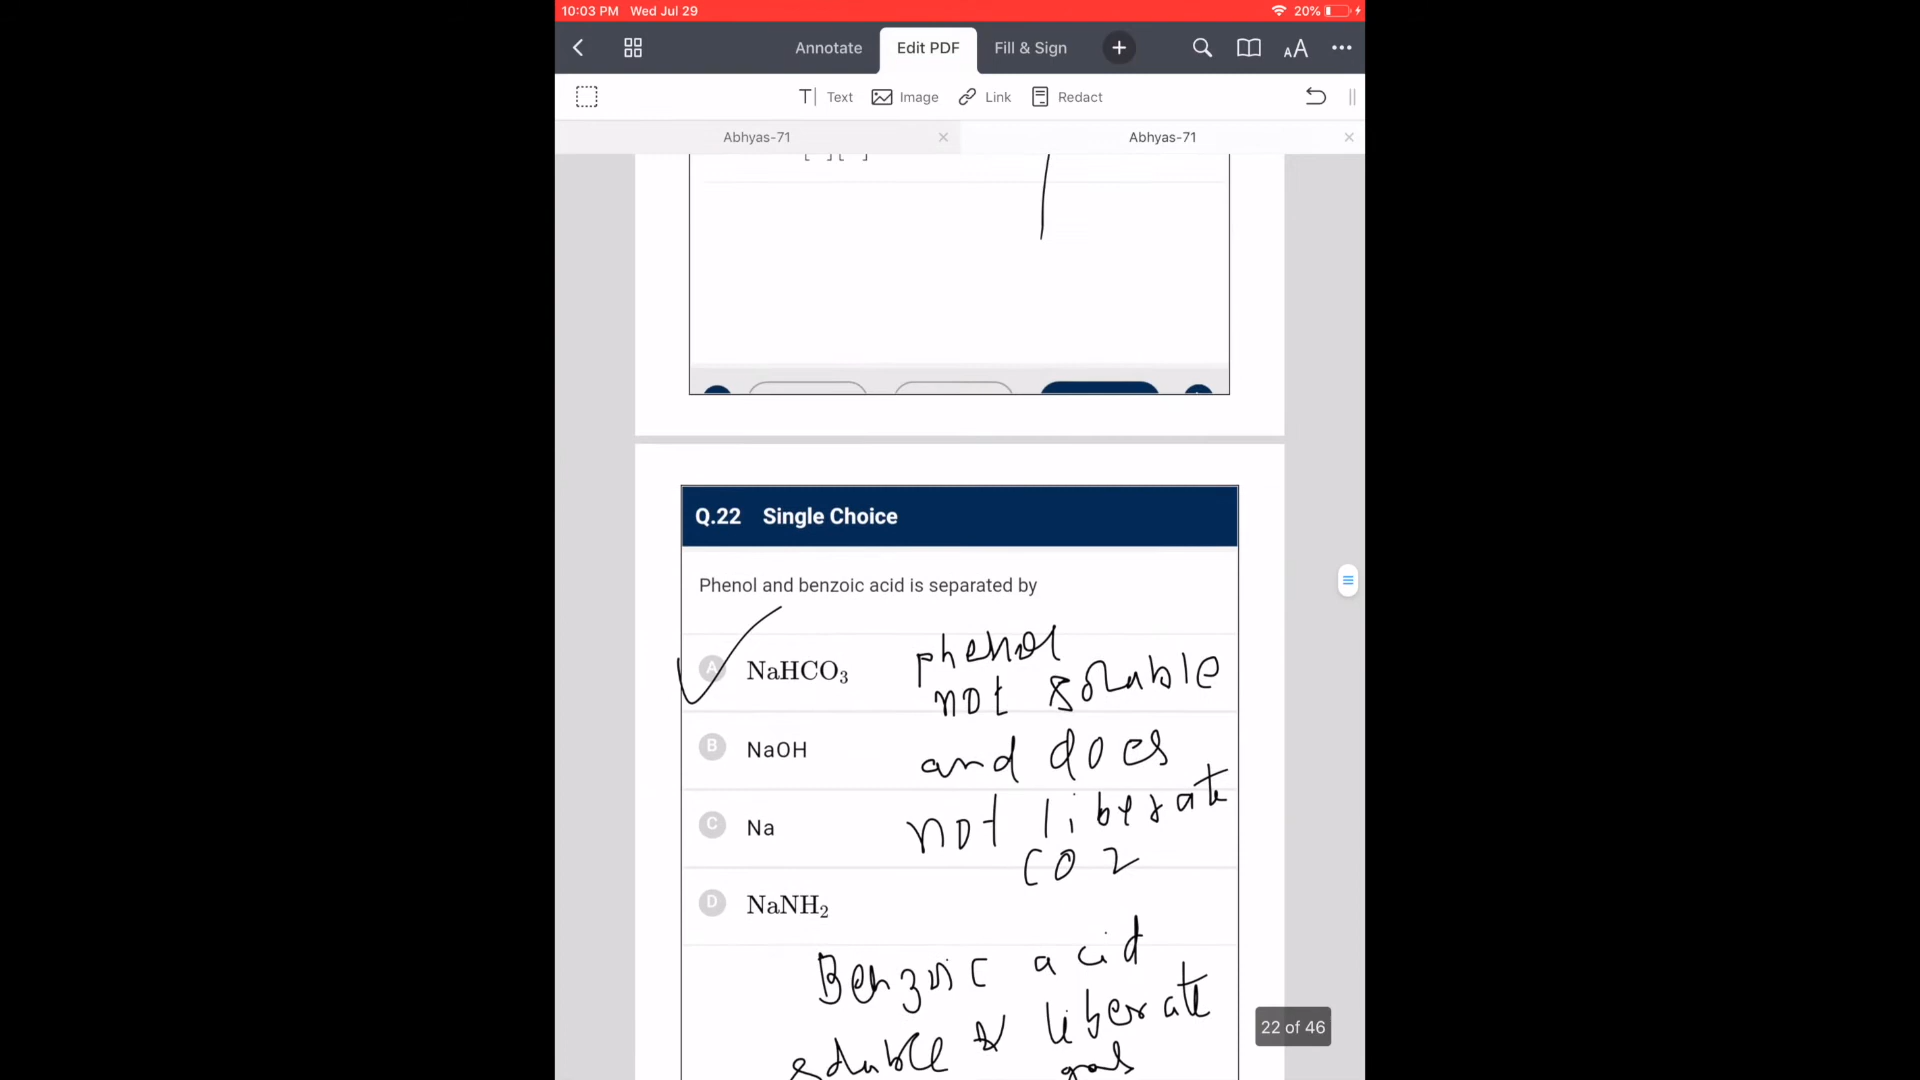 10:03 PM Wed Jul 29 20%
Annotate Edit PDF Fill & Sign
Text Image Link Redact
Abhyas-71 Abhyas-71
Q.22 Single Choice
Phenol and benzoic acid is separated by
A NaHCO₃
B NaOH
C Na
D NaNH₂
phenol
not soluble
and does
not liberate
CO2
Benzoic acid
soluble & liberate
22 of 46